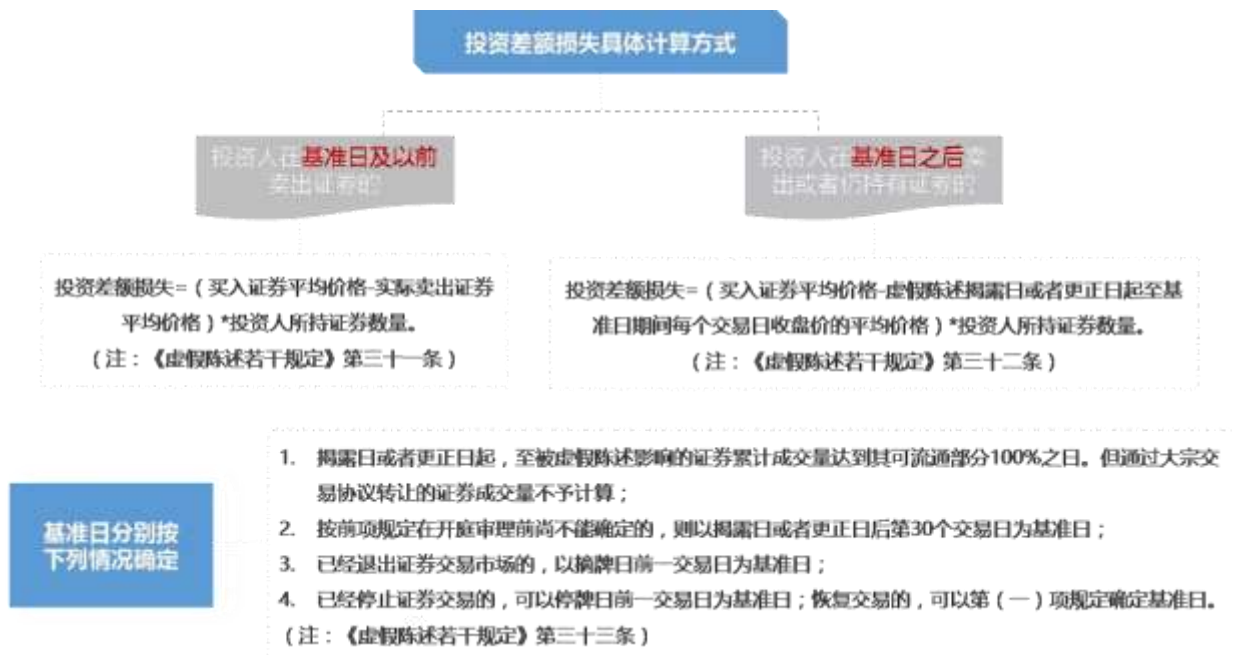 投资差额损失具体计算方式
投资人在基准日及以前
卖出证券的
投资人在基准日之后卖
出或者仍持有证券的
投资差额损失=（买入证券平均价格-实际卖出证券
平均价格）*投资人所持证券数量。
（注：《虚假陈述若干规定》第三十一条）
投资差额损失=（买入证券平均价格-虚假陈述揭露日或者更正日起至基
准日期间每个交易日收盘价的平均价格）*投资人所持证券数量。
（注：《虚假陈述若干规定》第三十二条）
基准日分别按
下列情况确定
1. 揭露日或者更正日起，至被虚假陈述影响的证券累计成交量达到其可流通部分100%之日。但通过大宗交
易协议转让的证券成交量不予计算；
2. 按前项规定在开庭审理前尚不能确定的，则以揭露日或者更正日后第30个交易日为基准日；
3. 已经退出证券交易市场的，以摘牌日前一交易日为基准日；
4. 已经停止证券交易的，可以停牌日前一交易日为基准日；恢复交易的，可以第（一）项规定确定基准日。
（注：《虚假陈述若干规定》第三十三条）